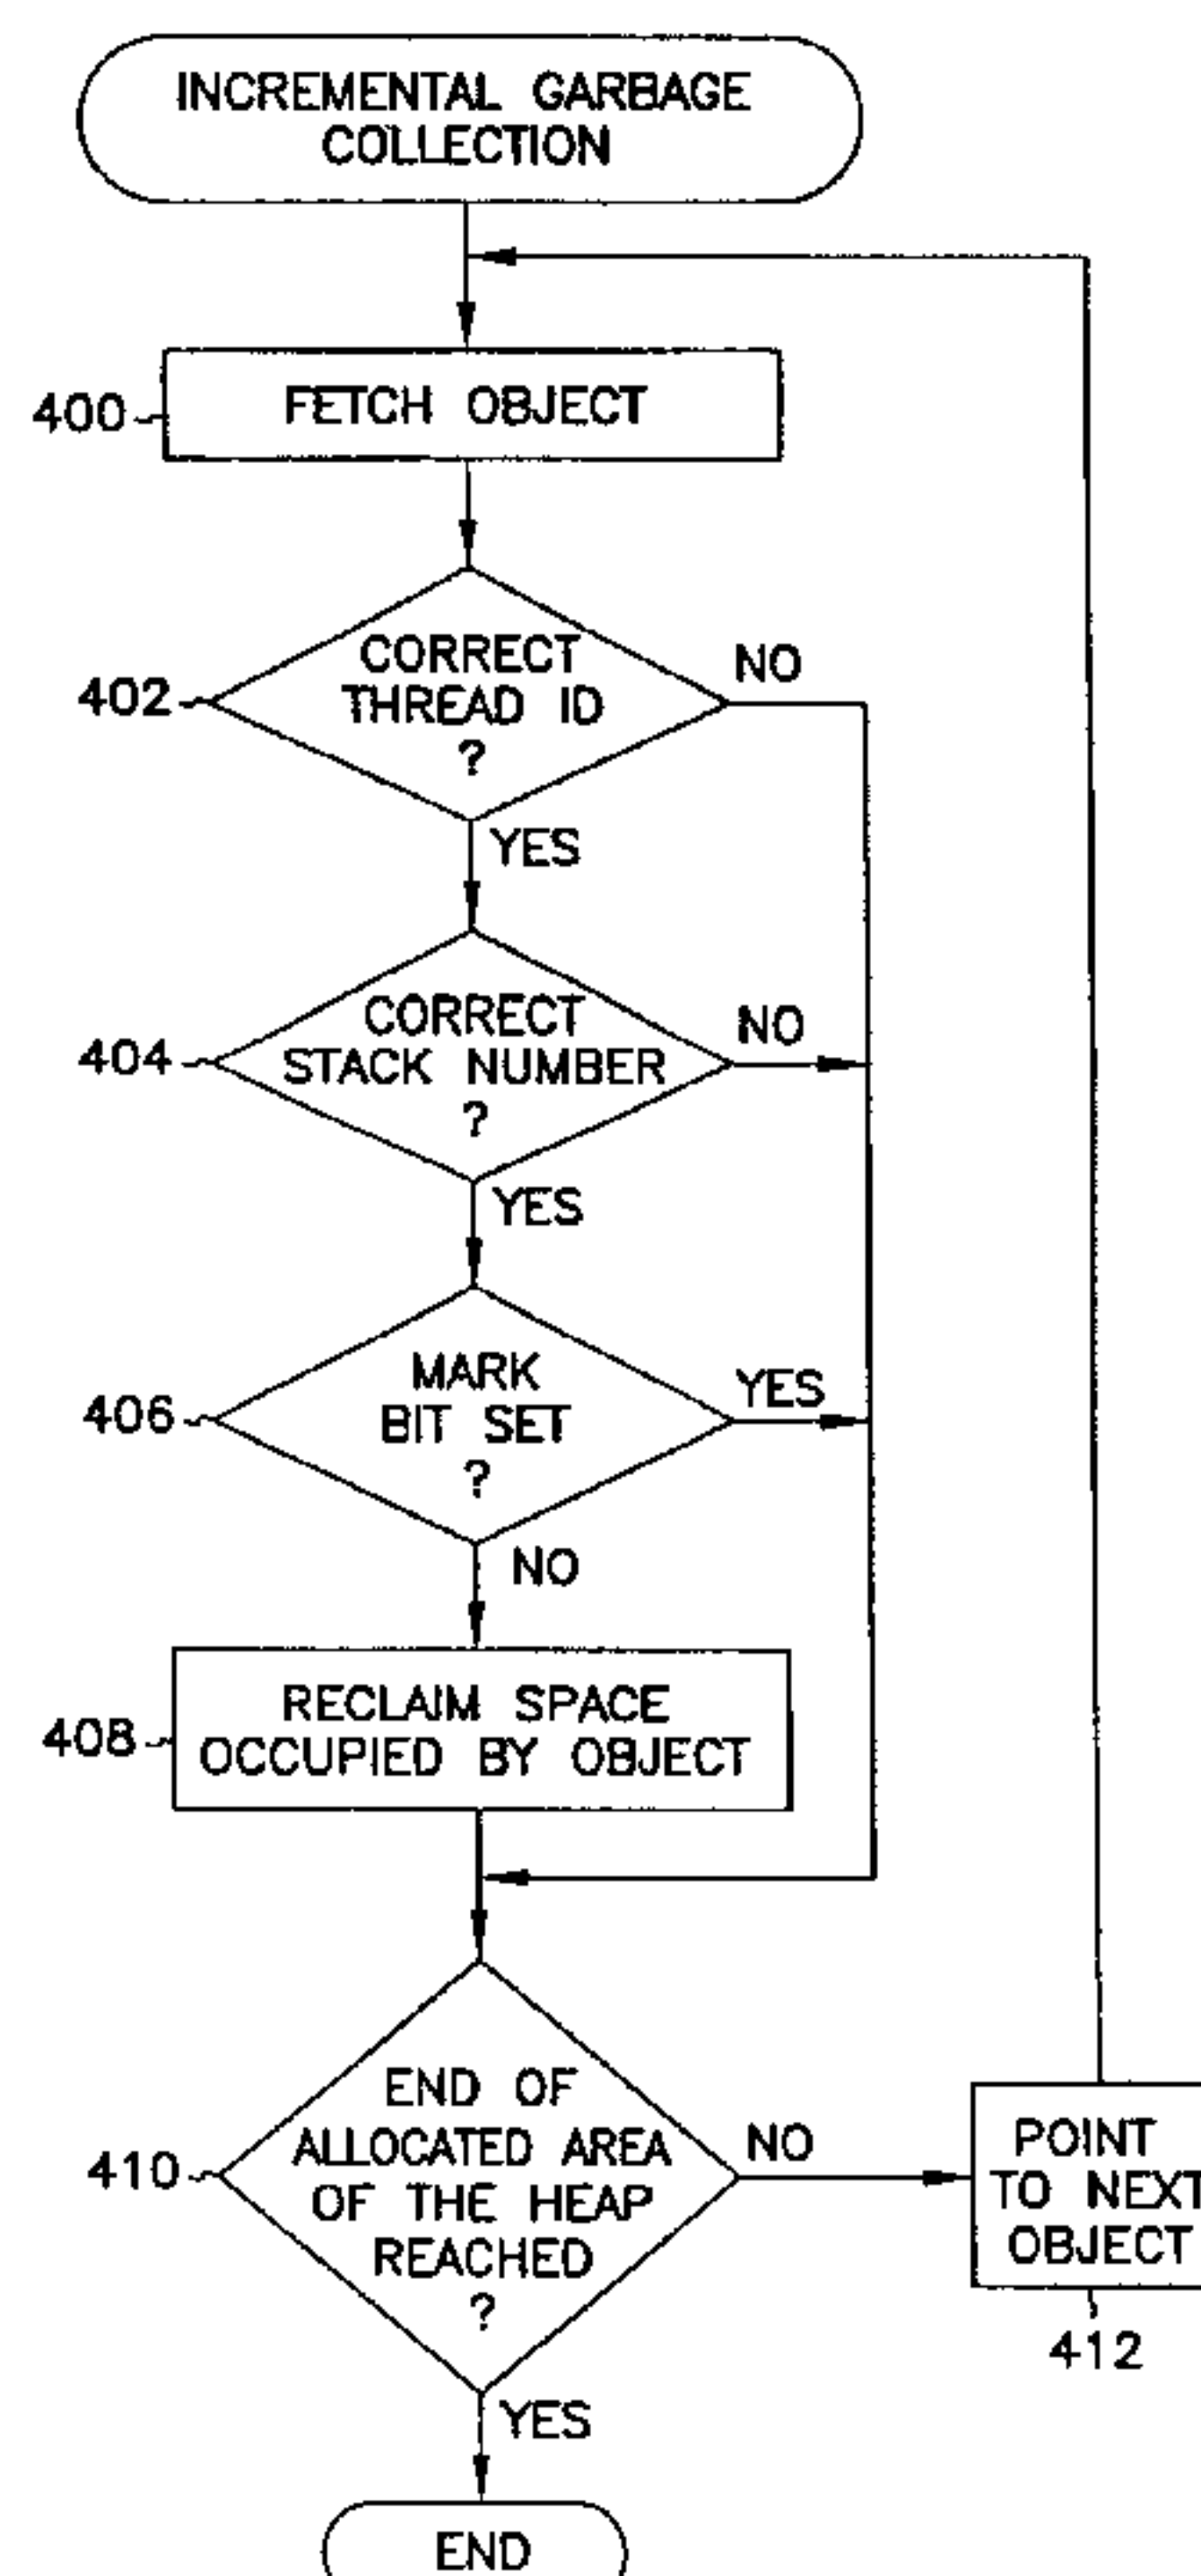 INCREMENTAL GARBAGE
COLLECTION
400
FETCH OBJECT
402
CORRECT
THREAD ID
?
NO
YES
404
CORRECT
STACK NUMBER
?
NO
YES
406
MARK
BIT SET
?
YES
NO
408
RECLAIM SPACE
OCCUPIED BY OBJECT
410
END OF
ALLOCATED AREA
OF THE HEAP
REACHED
?
NO
YES
POINT
TO NEXT
OBJECT
412
END